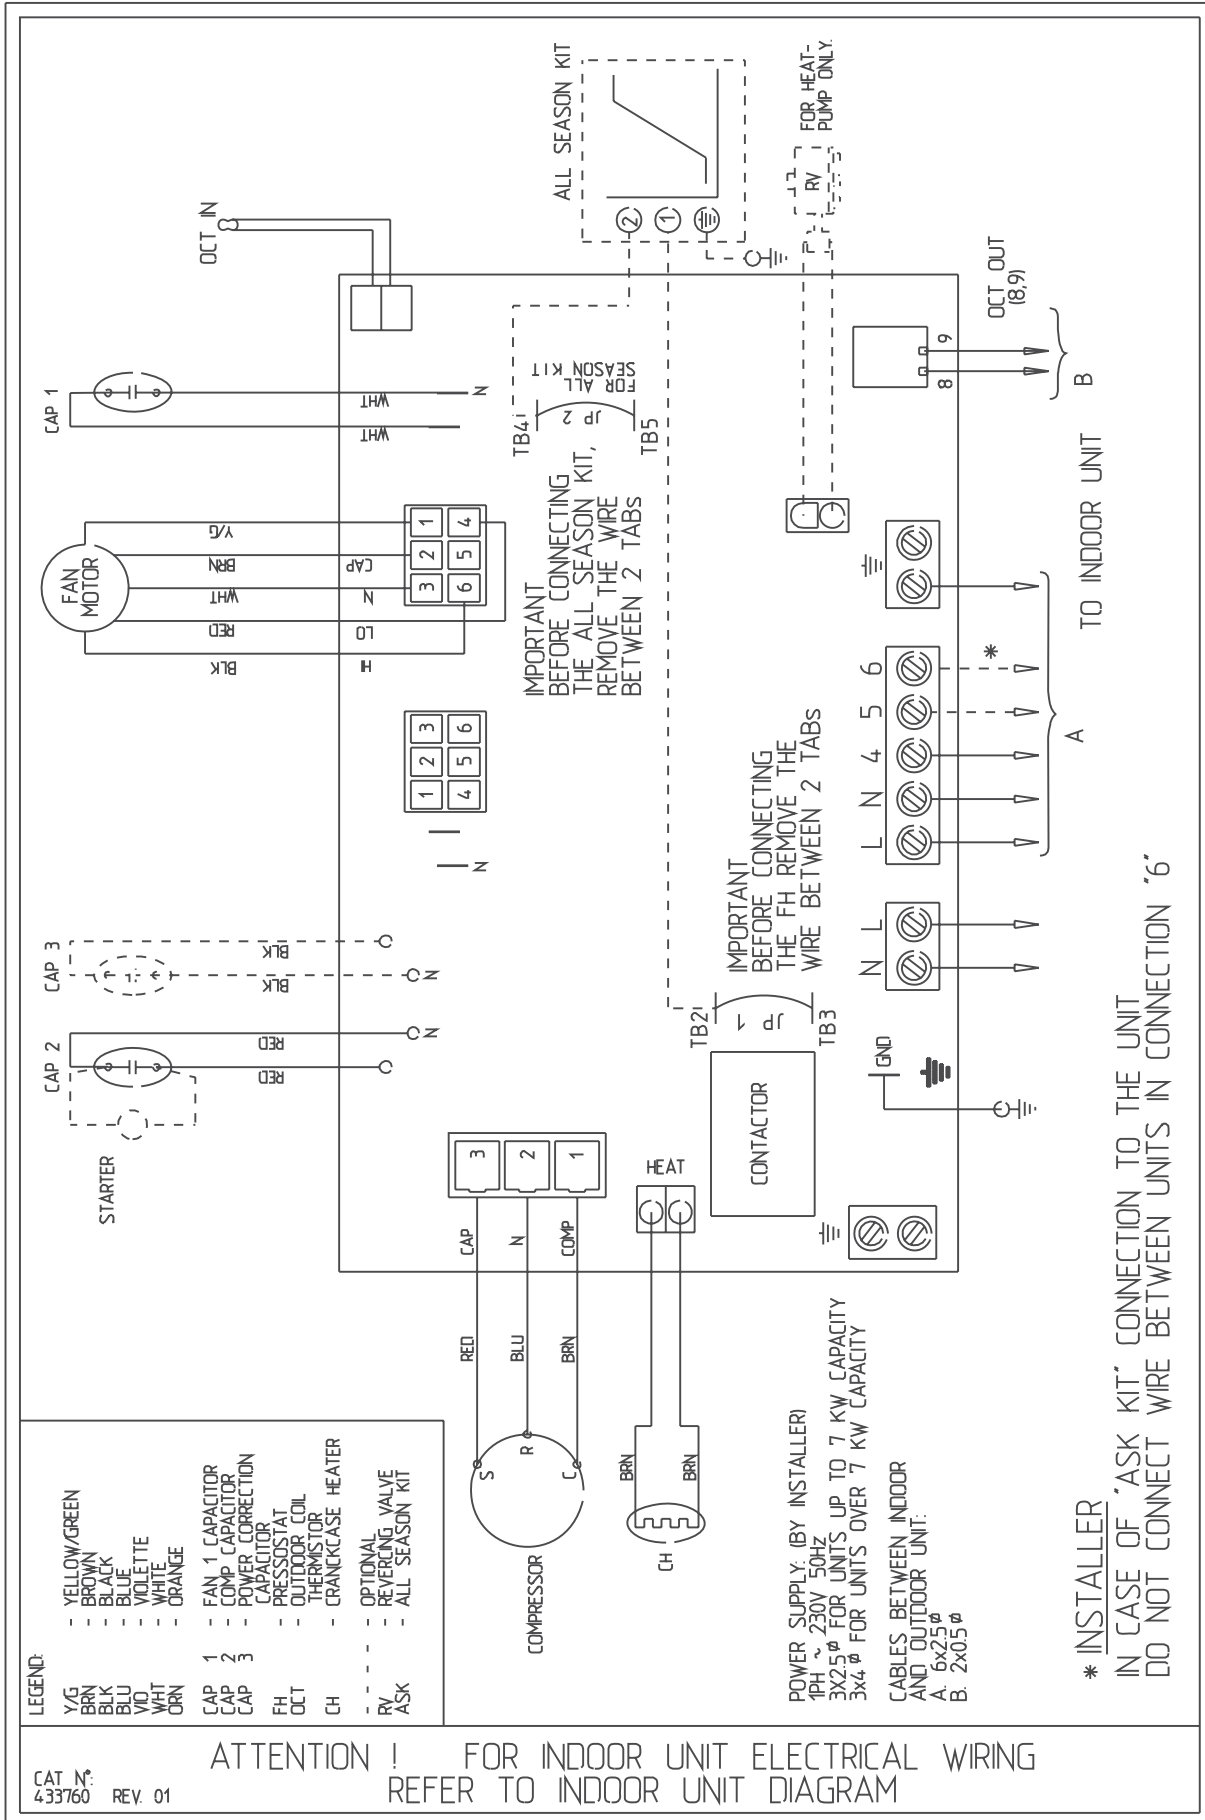 ALL SEASON KIT
FOR HEAT-
PUMP ONLY.
RV
2
1
OCT IN
CAP 1
WHT
N
WHT
FOR ALL
SEASON KIT
JP 2
TB4
TB5
OCT OUT
(8,9)
9
8
B
TO INDOOR UNIT
FAN
MOTOR
Y/G
BRN
CAP
WHT
N
RED
LO
BLK
HI
1
4
2
5
3
6
IMPORTANT
BEFORE CONNECTING
THE ALL SEASON KIT,
REMOVE THE WIRE
BETWEEN 2 TABs
3
6
2
5
1
4
N
6
*
5
4
N
L
A
IMPORTANT
BEFORE CONNECTING
THE FH REMOVE THE
WIRE BETWEEN 2 TABs
L
N
CAP 3
BLK
BLK
N
CAP 2
RED
N
RED
STARTER
TB2
JP 1
TB3
CONTACTOR
GND
3
2
1
HEAT
CAP
N
COMP
RED
BLU
BRN
S
R
C
COMPRESSOR
BRN
BRN
CH
LEGEND:
Y/G - YELLOW/GREEN
BRN - BROWN
BLK - BLACK
BLU - BLUE
VIO - VIOLETTE
WHT - WHITE
ORN - ORANGE
CAP 1 - FAN 1 CAPACITOR
CAP 2 - COMP CAPACITOR
CAP 3 - POWER CORRECTION
CAPACITOR
FH - PRESSOSTAT
OCT - OUTDOOR COIL
THERMISTOR
CH - CRANCKCASE HEATER
- - - - - OPTIONAL
RV - REVERCING VALVE
ASK - ALL SEASON KIT
POWER SUPPLY: (BY INSTALLER)
1PH ~ 230V 50Hz
3X2.5ø FOR UNITS UP TO 7 KW CAPACITY
3x4 ø FOR UNITS OVER 7 KW CAPACITY
CABLES BETWEEN INDOOR
AND OUTDOOR UNIT:
A. 6x2.5ø
B. 2x0.5ø
* INSTALLER
IN CASE OF "ASK KIT" CONNECTION TO THE UNIT
DO NOT CONNECT WIRE BETWEEN UNITS IN CONNECTION "6"
ATTENTION ! FOR INDOOR UNIT ELECTRICAL WIRING
REFER TO INDOOR UNIT DIAGRAM
CAT Nº:
433760 REV. 01